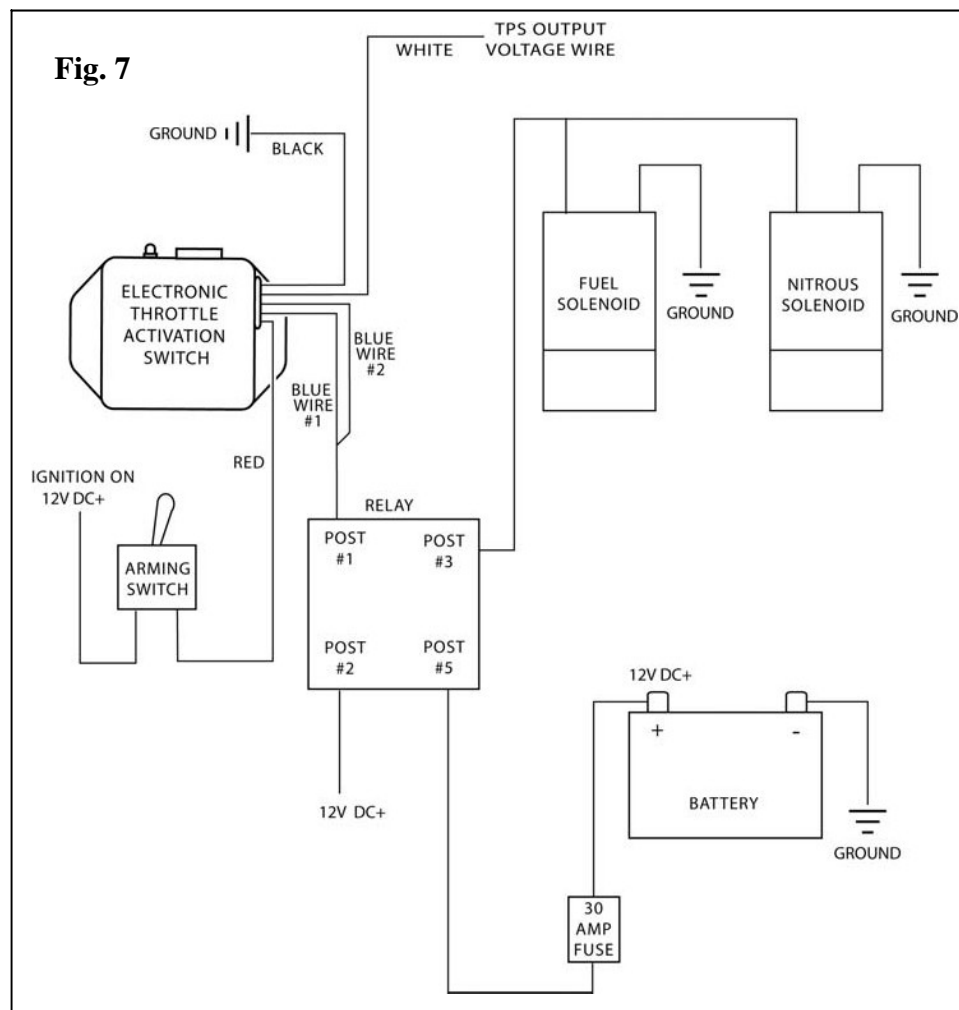 TPS OUTPUT
WHITE VOLTAGE WIRE
Fig. 7
GROUND
BLACK
ELECTRONIC
THROTTLE
ACTIVATION
SWITCH
FUEL
SOLENOID
GROUND
NITROUS
SOLENOID
GROUND
BLUE
WIRE
#2
BLUE
WIRE
#1
RED
IGNITION ON
12V DC+
ARMING
SWITCH
RELAY
POST
#1
POST
#3
POST
#2
POST
#5
12V DC+
12V DC+
+ -
BATTERY
GROUND
30
AMP
FUSE